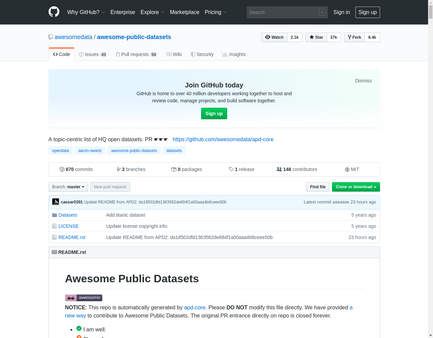 Why GitHub? Enterprise Explore Marketplace Pricing Search Sign in Sign up
awesomedata / awesome-public-datasets Watch 2.1k Star 37k Fork 6.4k
Code Issues Pull requests Wiki Security Insights
Dismiss
Join GitHub today
GitHub is home to over 40 million developers working together to host and
review code, manage projects, and build software together.
Sign up
A topic-centric list of HQ open datasets. PR ☛☛☛ https://github.com/awesomedata/apd-core
opendata aaron-swartz awesome-public-datasets datasets
870 commits 2 branches 0 packages 1 release 148 contributors MIT
Branch: master New pull request Find file Clone or download
caesar0301 Update README from APD2: Latest commit 23 hours ago
Datasets Add titanic dataset 5 years ago
LICENSE Update license copyright info. 5 years ago
README.rst Update README from APD2: 23 hours ago
README.rst
Awesome Public Datasets
awesome
NOTICE: This repo is automatically generated by apd-core. Please DO NOT modify this file directly. We have provided a
new way to contribute to Awesome Public Datasets. The original PR entrance directly on repo is closed forever.
I am well.